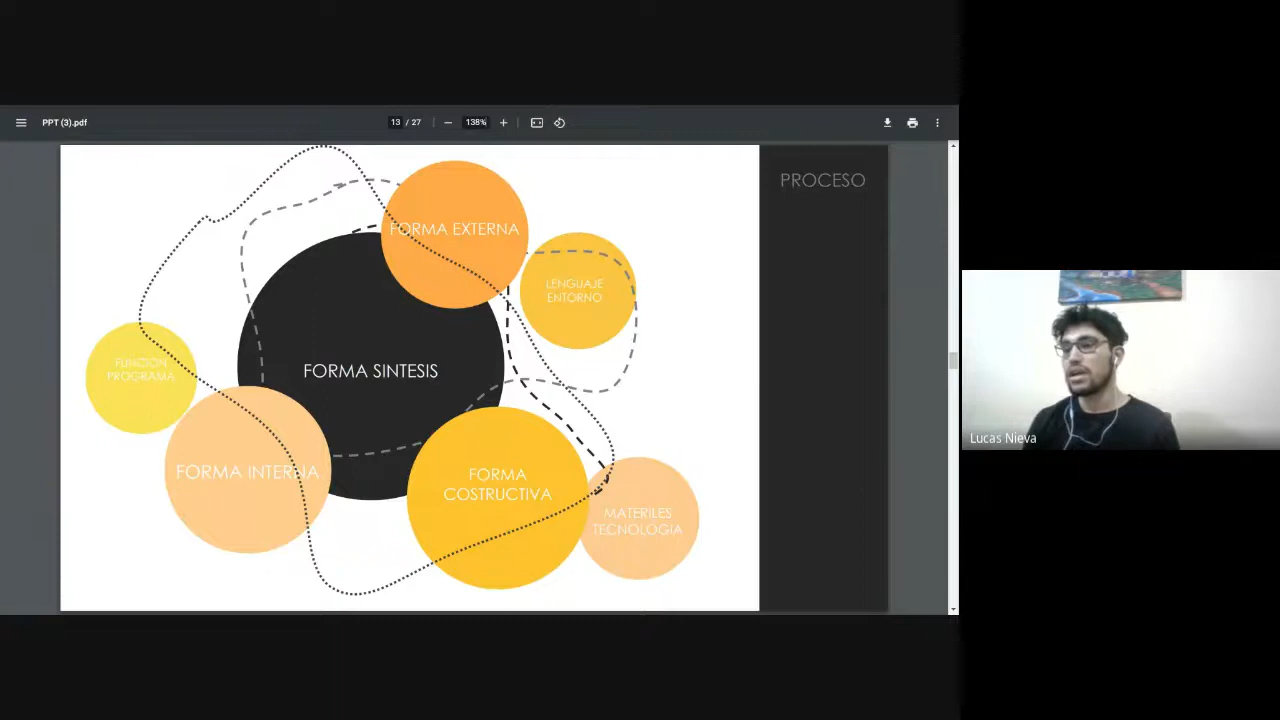 PPT (3).pdf
13 / 27
138%
PROCESO
FORMA EXTERNA
LENGUAJE
ENTORNO
FUNCION
PROGRAMA
FORMA SINTESIS
FORMA INTERNA
FORMA
COSTRUCTIVA
MATERILES
TECNOLOGIA
Lucas Nieva